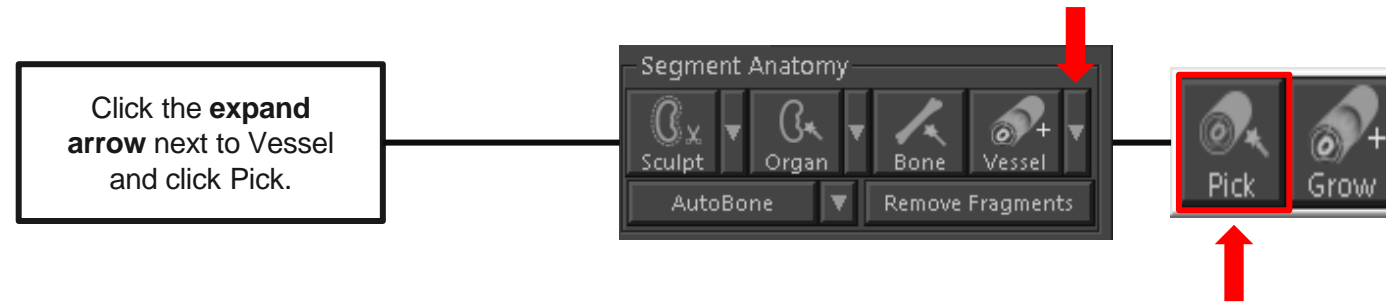 Click the expand
arrow next to Vessel
and click Pick.
Segment Anatomy
Sculpt Organ Bone Vessel
AutoBone Remove Fragments
Pick Grow